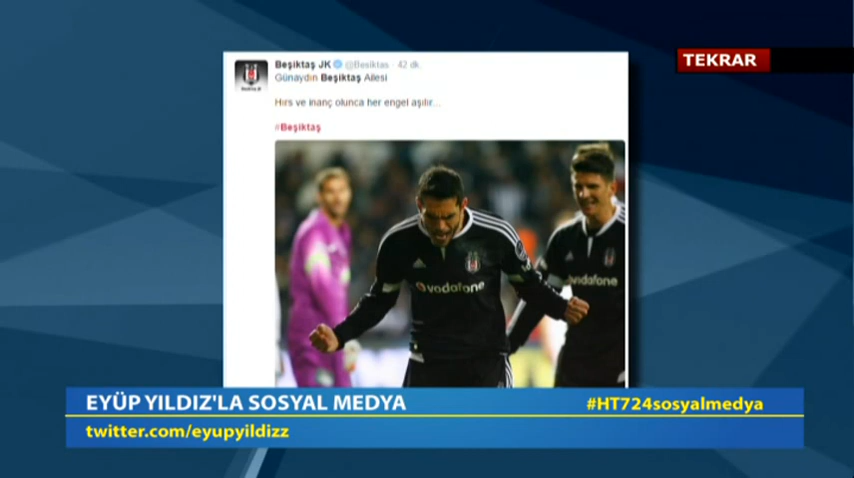 TEKRAR
Beşiktaş JK @Besiktas · 42 dk
Günaydın Beşiktaş Ailesi
Hırs ve inanç olunca her engel aşılır...
#Beşiktaş
vodafone
vodafone
EYÜP YILDIZ'LA SOSYAL MEDYA
#HT724sosyalmedya
twitter.com/eyupyildizz